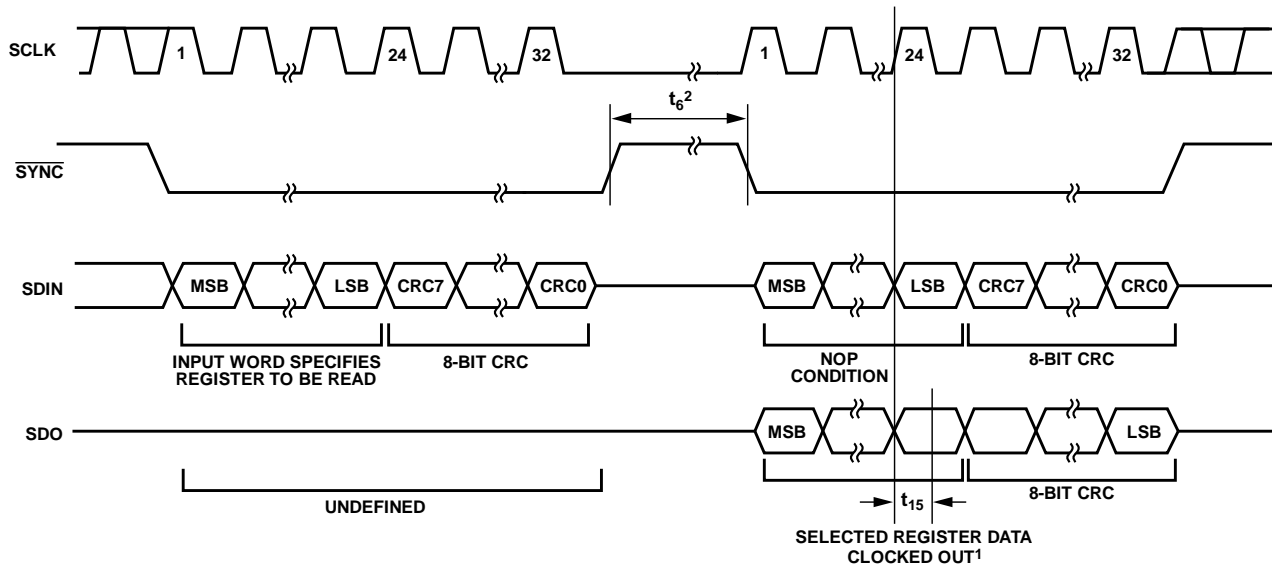 SCLK
1
24
32
1
24
32
t6²
SYNC
SDIN
MSB
LSB
CRC7
CRC0
MSB
LSB
CRC7
CRC0
INPUT WORD SPECIFIES
REGISTER TO BE READ
8-BIT CRC
NOP
CONDITION
8-BIT CRC
SDO
MSB
LSB
UNDEFINED
t15
8-BIT CRC
SELECTED REGISTER DATA
CLOCKED OUT¹